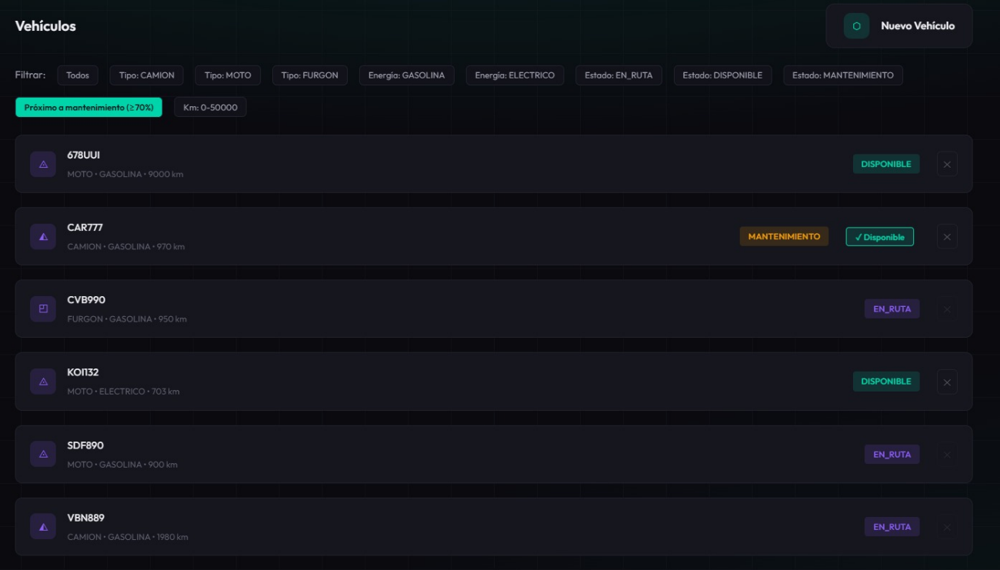 Vehículos
Nuevo Vehículo
Filtrar: Todos Tipo: CAMION Tipo: MOTO Tipo: FURGON Energía: GASOLINA Energía: ELECTRICO Estado: EN_RUTA Estado: DISPONIBLE Estado: MANTENIMIENTO
Próximo a mantenimiento (≥70%) Km: 0-50000
678UUI
MOTO • GASOLINA • 9000 km
DISPONIBLE
CAR777
CAMION • GASOLINA • 970 km
MANTENIMIENTO ✓ Disponible
CVB990
FURGON • GASOLINA • 950 km
EN_RUTA
KOI132
MOTO • ELECTRICO • 703 km
DISPONIBLE
SDF890
MOTO • GASOLINA • 900 km
EN_RUTA
VBN889
CAMION • GASOLINA • 1980 km
EN_RUTA